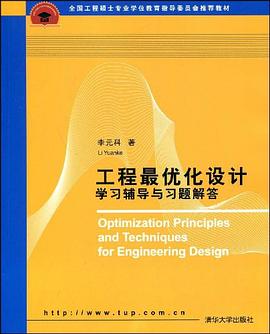 全国工程硕士专业学位教育指导委员会推荐教材
李元科 著
Li Yuanke
工程最优化设计
学习辅导与习题解答
Optimization Principles
and Techniques
for Engineering Design
http://www.tup.com.cn
清华大学出版社